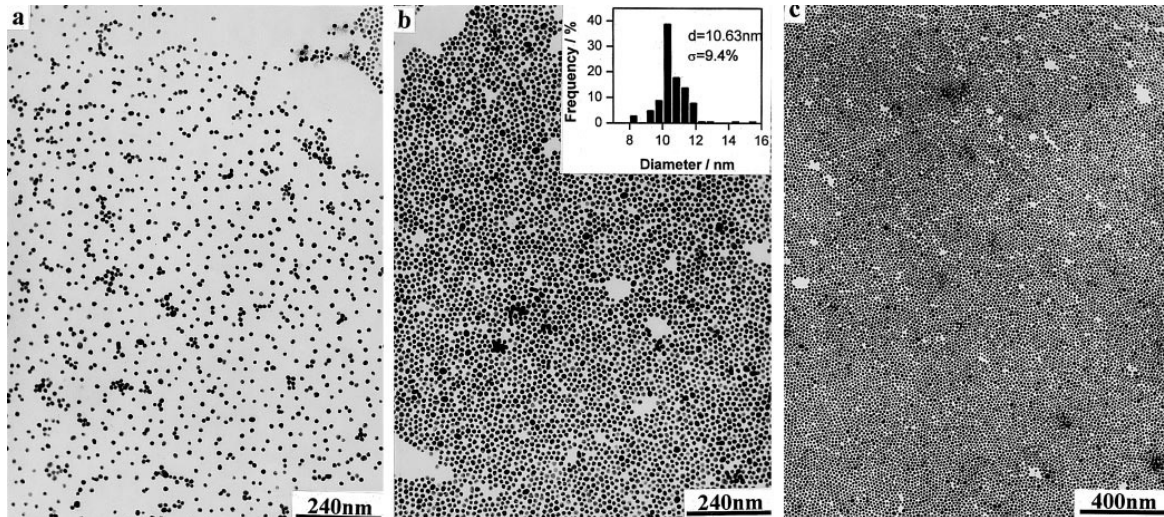 a
240nm
b
40
30
20
10
0
Frequency / %
d=10.63nm
σ=9.4%
8 10 12 14 16
Diameter / nm
240nm
c
400nm